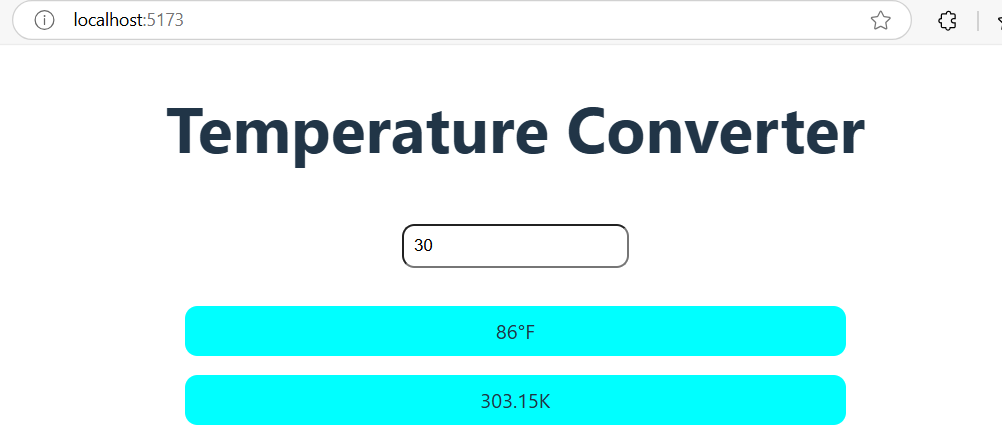 localhost:5173
Temperature Converter
30
86°F
303.15K